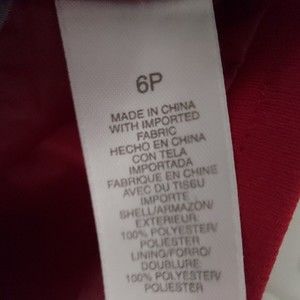 6P
MADE IN CHINA
WITH IMPORTED
FABRIC
HECHO EN CHINA
CON TELA
IMPORTADA
FABRIQUE EN CHINE
AVEC DU TISSU
IMPORTE
SHELL/ARMAZON/
EXTERIEUR:
100% POLYESTER/
POLIESTER
LINING/FORRO/
DOUBLURE:
100% POLYESTER/
POLIESTER